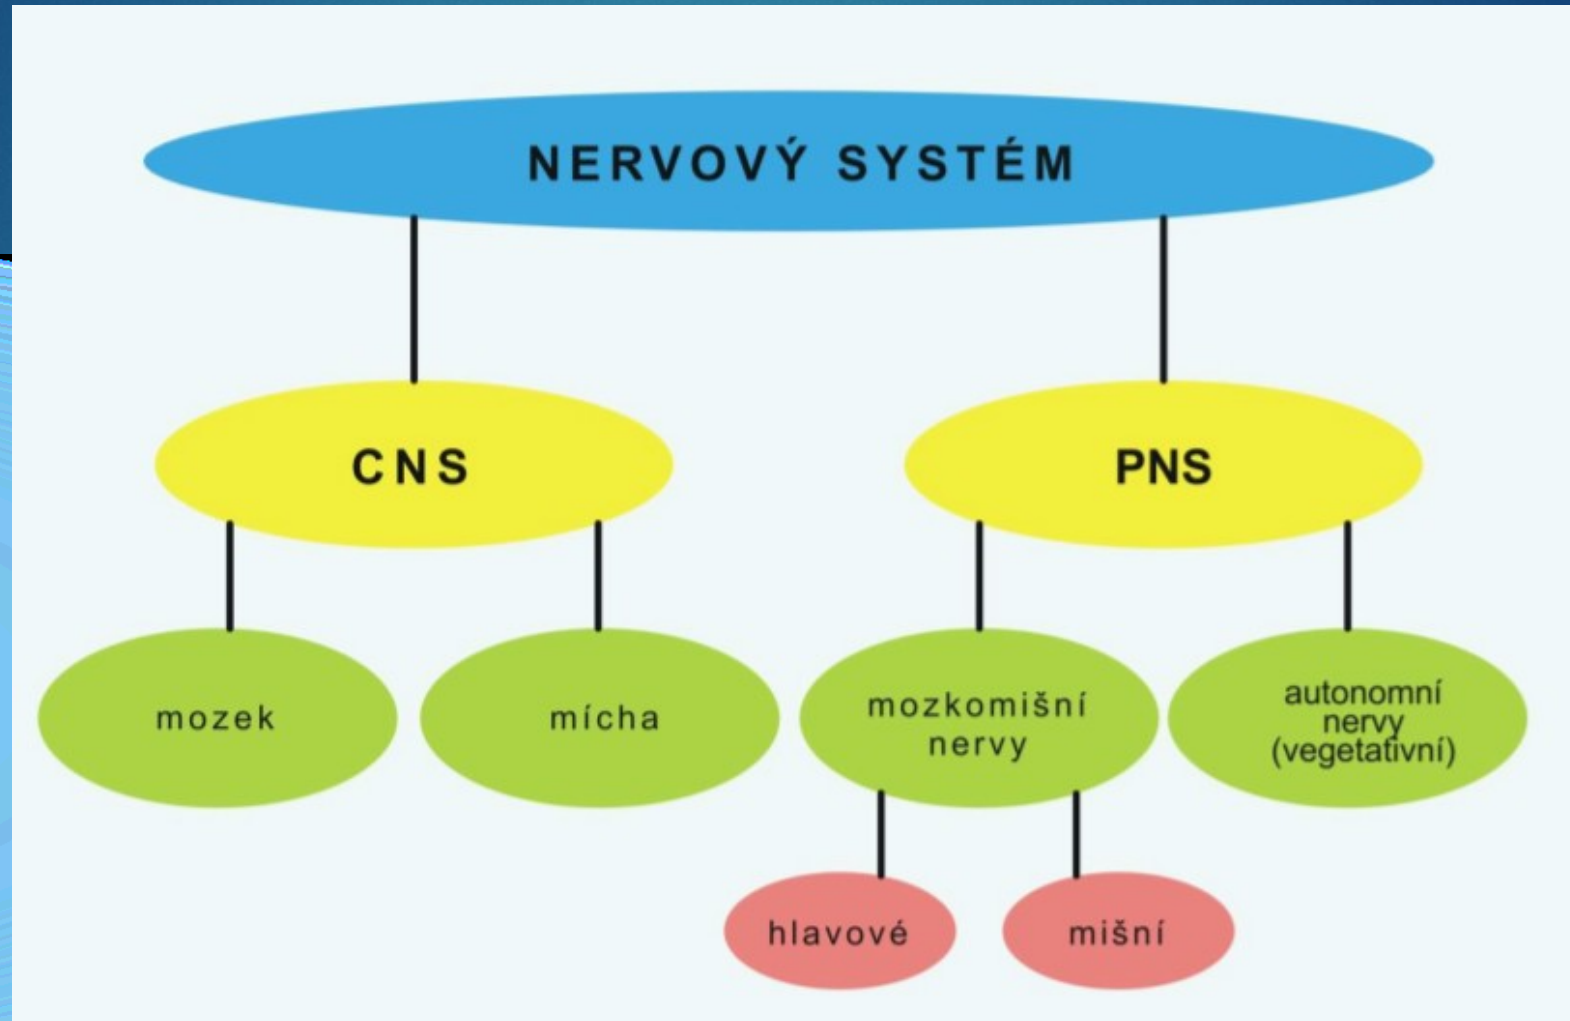 NERVOVÝ SYSTÉM
CNS
PNS
mozek
mícha
mozkomišní
nervy
autonomní
nervy
(vegetativní)
hlavové
mišní